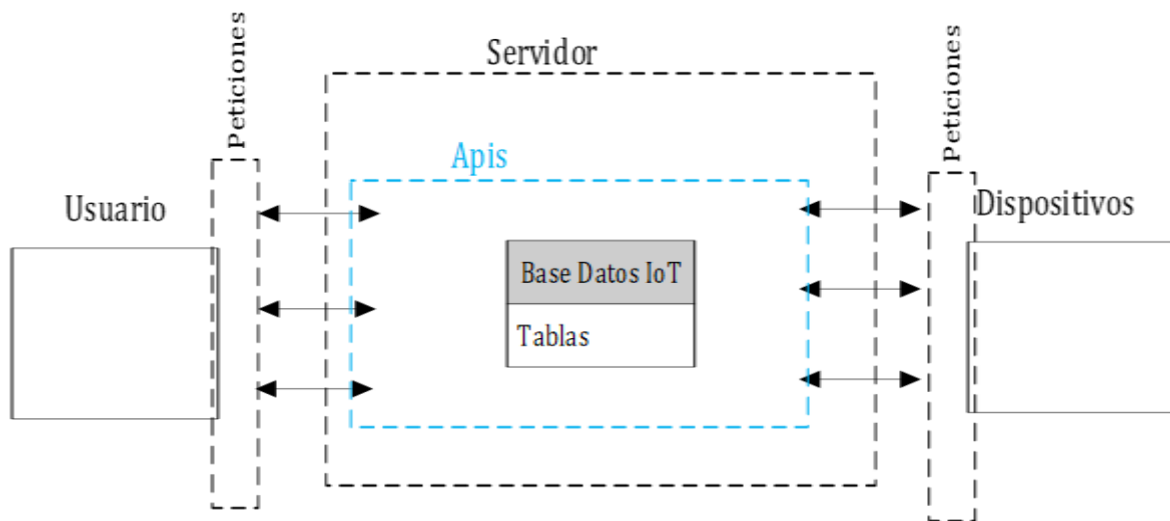 Peticiones
Servidor
Peticiones
Apis
Usuario
Dispositivos
Base Datos IoT
Tablas